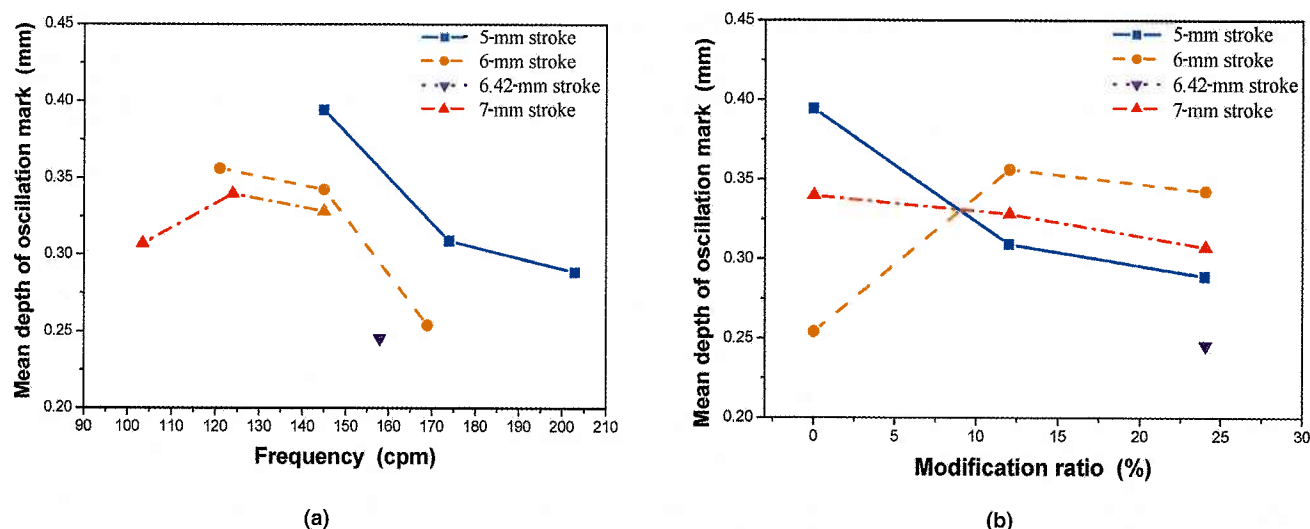 0.45
0.40
0.35
0.30
0.25
0.20
Mean depth of oscillation mark (mm)
5-mm stroke
6-mm stroke
6.42-mm stroke
7-mm stroke
90 100 110 120 130 140 150 160 170 180 190 200 210
Frequency (cpm)
(a)
0.45
0.40
0.35
0.30
0.25
0.20
Mean depth of oscillation mark (mm)
5-mm stroke
6-mm stroke
6.42-mm stroke
7-mm stroke
0 5 10 15 20 25 30
Modification ratio (%)
(b)